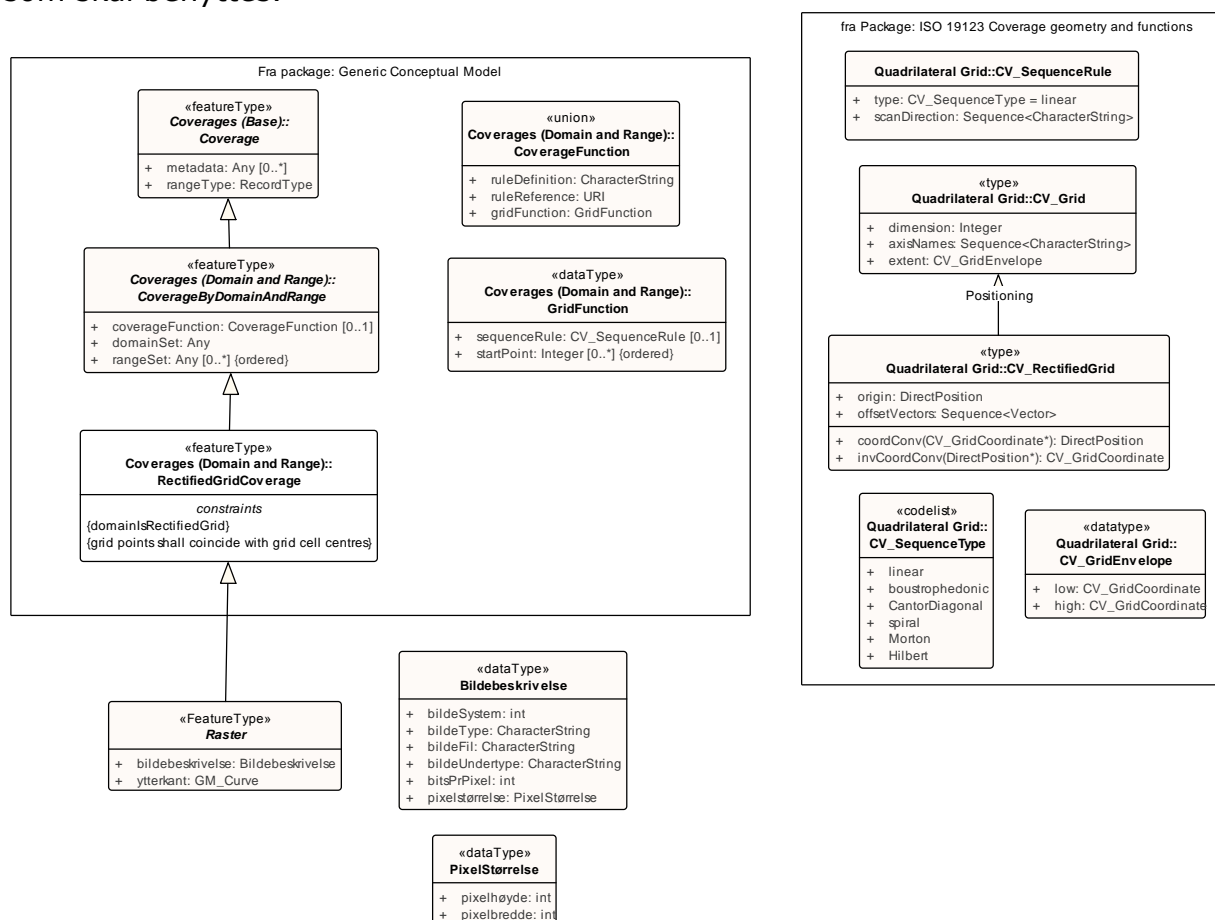 som skal benyttes.
Fra package: Generic Conceptual Model
«featureType»
Coverages (Base)::
Coverage
+ metadata: Any [0..*]
+ rangeType: RecordType
«union»
Coverages (Domain and Range)::
CoverageFunction
+ ruleDefinition: CharacterString
+ ruleReference: URI
+ gridFunction: GridFunction
«featureType»
Coverages (Domain and Range)::
CoverageByDomainAndRange
+ coverageFunction: CoverageFunction [0..1]
+ domainSet: Any
+ rangeSet: Any [0..*] {ordered}
«dataType»
Coverages (Domain and Range)::
GridFunction
+ sequenceRule: CV_SequenceRule [0..1]
+ startPoint: Integer [0..*] {ordered}
«featureType»
Coverages (Domain and Range)::
RectifiedGridCoverage
constraints
{domainIsRectifiedGrid}
{grid points shall coincide with grid cell centres}
«FeatureType»
Raster
+ bildebeskrivelse: Bildebeskrivelse
+ ytterkant: GM_Curve
«dataType»
Bildebeskrivelse
+ bildeSystem: int
+ bildeType: CharacterString
+ bildeFil: CharacterString
+ bildeUndertype: CharacterString
+ bitsPrPixel: int
+ pixelstørrelse: PixelStørrelse
«dataType»
PixelStørrelse
+ pixelhøyde: int
+ pixelbredde: int
fra Package: ISO 19123 Coverage geometry and functions
Quadrilateral Grid::CV_SequenceRule
+ type: CV_SequenceType = linear
+ scanDirection: Sequence<CharacterString>
«type»
Quadrilateral Grid::CV_Grid
+ dimension: Integer
+ axisNames: Sequence<CharacterString>
+ extent: CV_GridEnvelope
Positioning
«type»
Quadrilateral Grid::CV_RectifiedGrid
+ origin: DirectPosition
+ offsetVectors: Sequence<Vector>
+ coordConv(CV_GridCoordinate*): DirectPosition
+ invCoordConv(DirectPosition*): CV_GridCoordinate
«codelist»
Quadrilateral Grid::
CV_SequenceType
+ linear
+ boustrophedonic
+ CantorDiagonal
+ spiral
+ Morton
+ Hilbert
«datatype»
Quadrilateral Grid::
CV_GridEnvelope
+ low: CV_GridCoordinate
+ high: CV_GridCoordinate